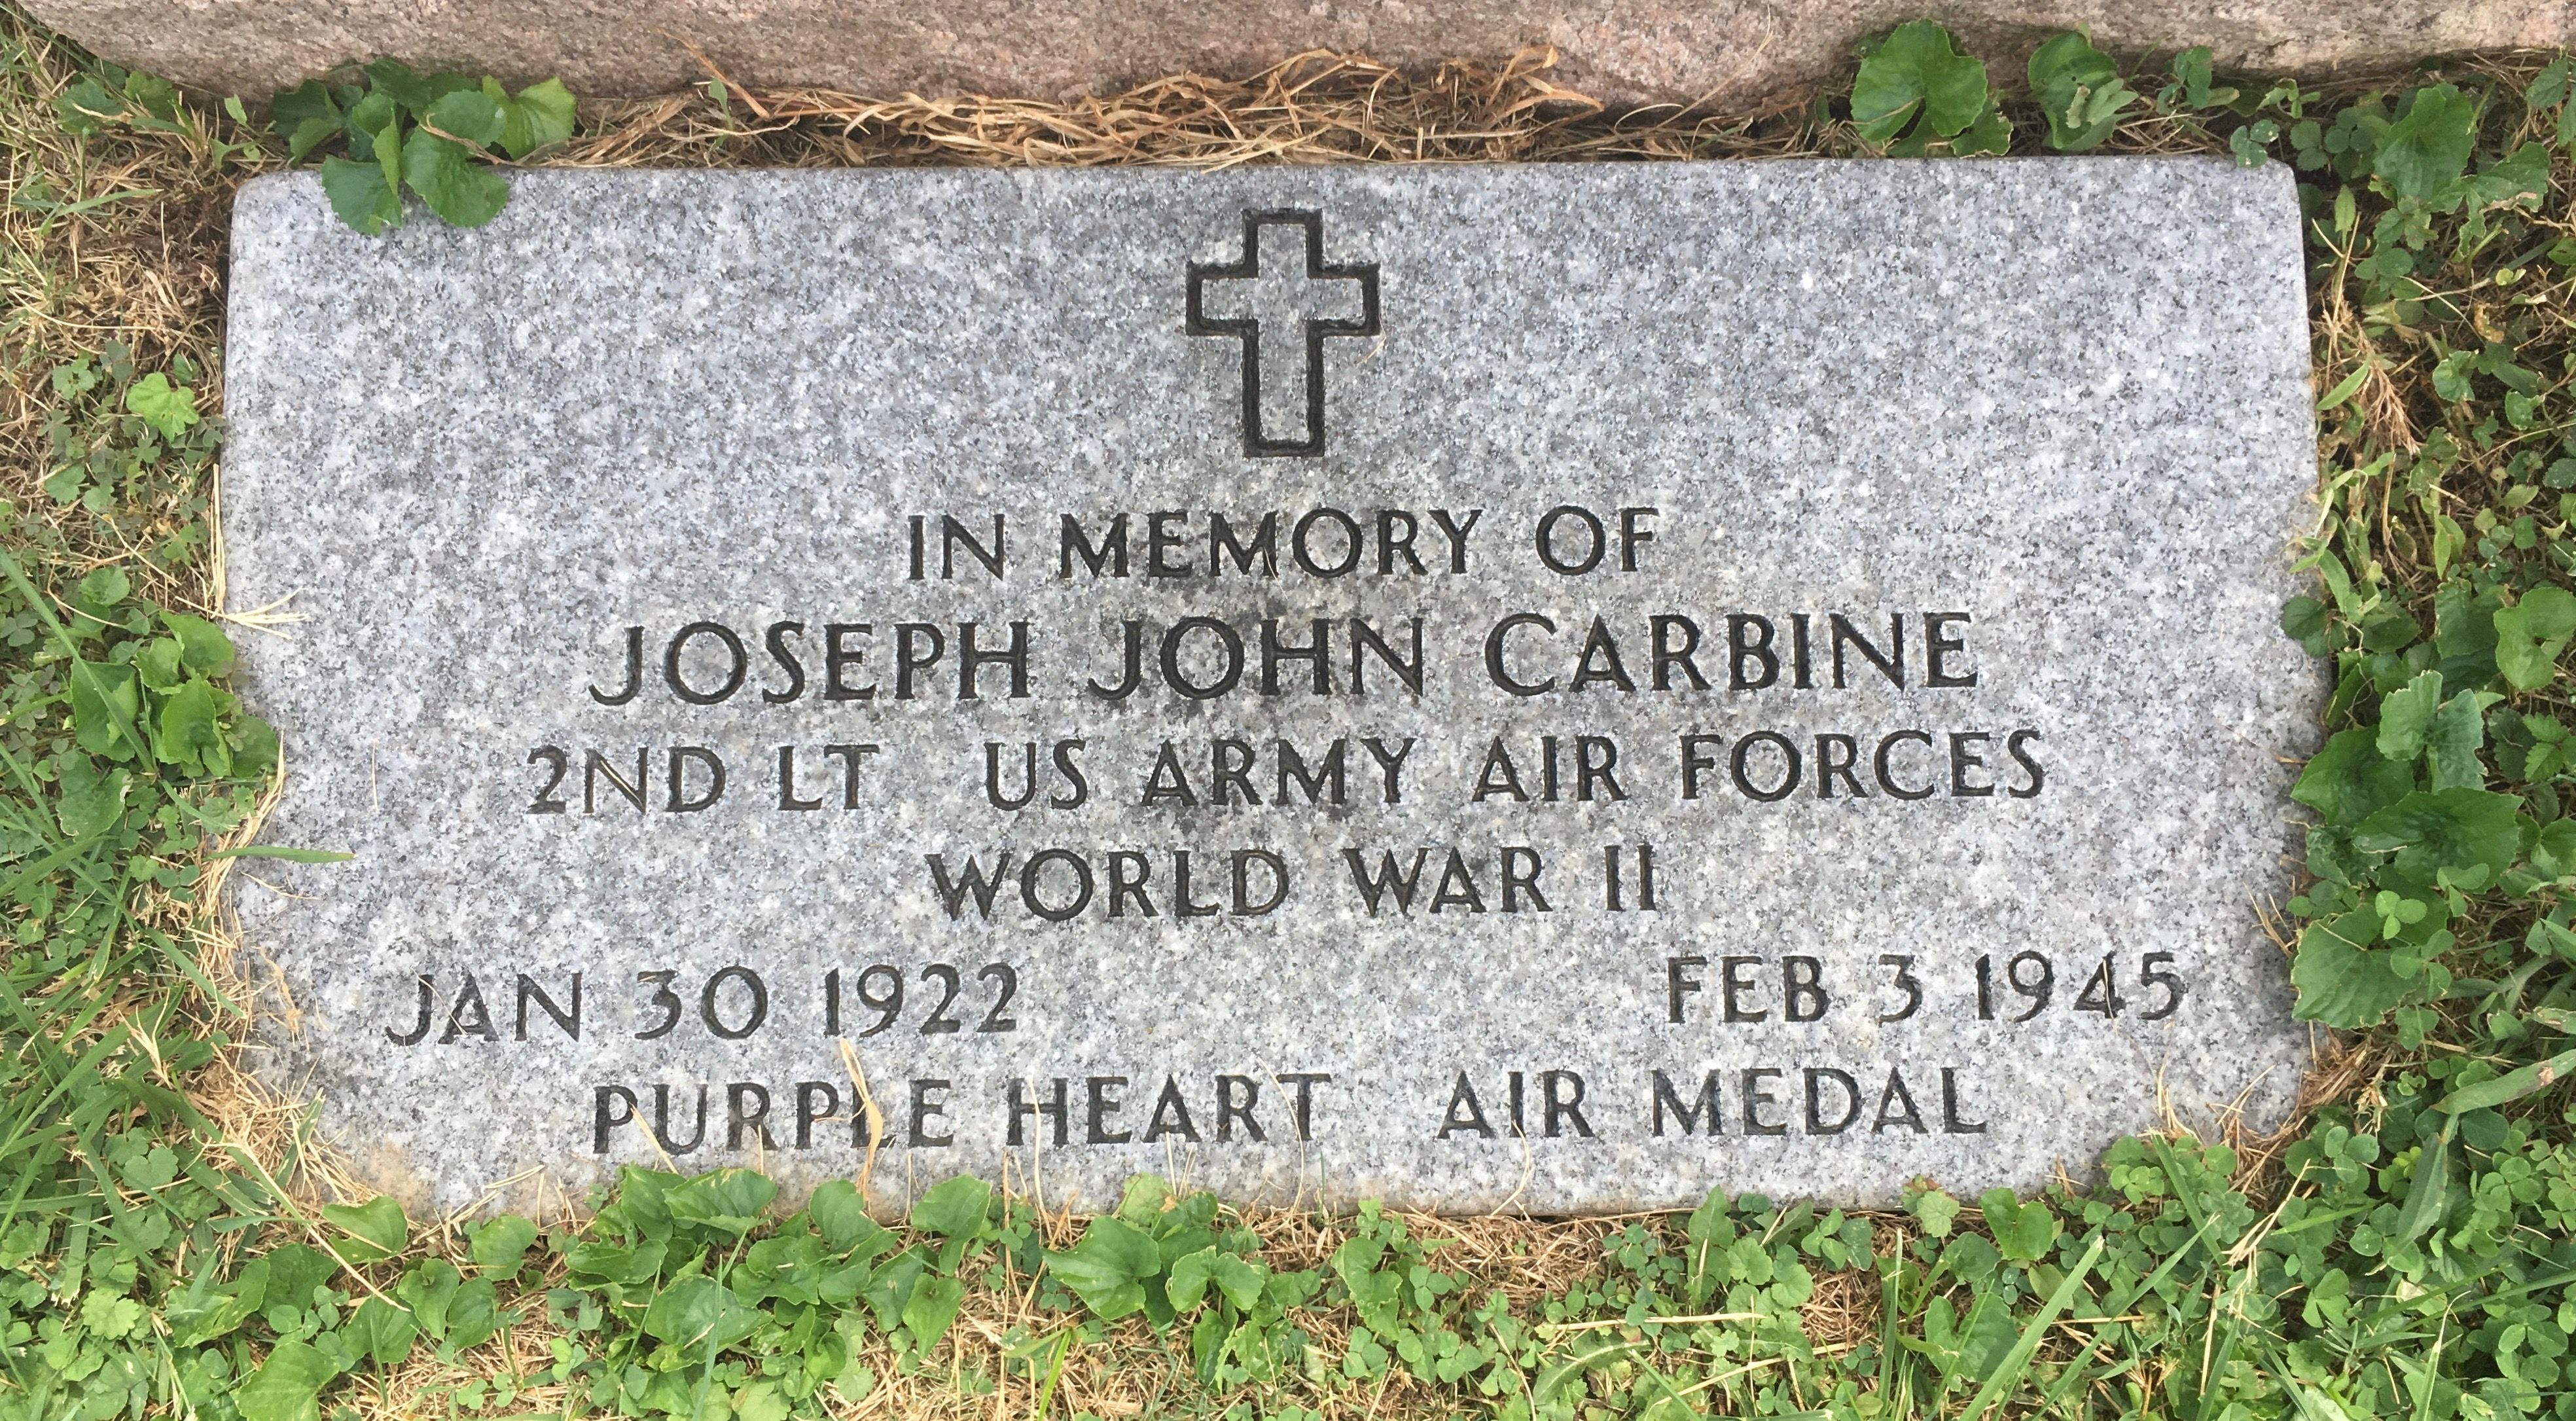 IN MEMORY OF
JOSEPH JOHN CARBINE
2ND LT US ARMY AIR FORCES
WORLD WAR II
JAN 30 1922 FEB 3 1945
PURPLE HEART AIR MEDAL